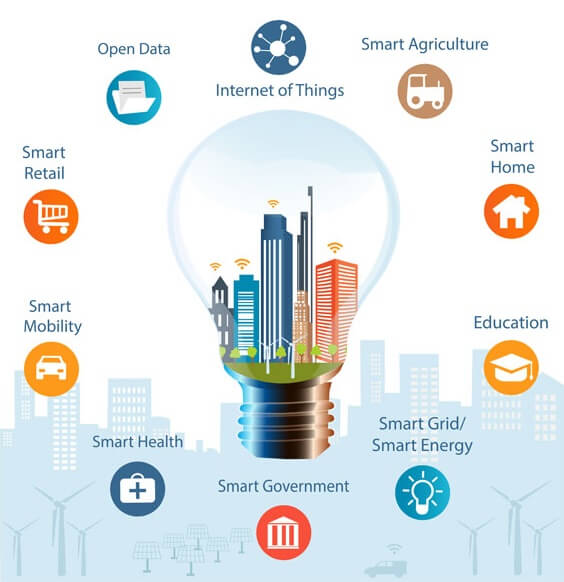 Open Data
Internet of Things
Smart Agriculture
Smart
Retail
Smart
Home
Smart
Mobility
Education
Smart Health
Smart Grid/
Smart Energy
Smart Government